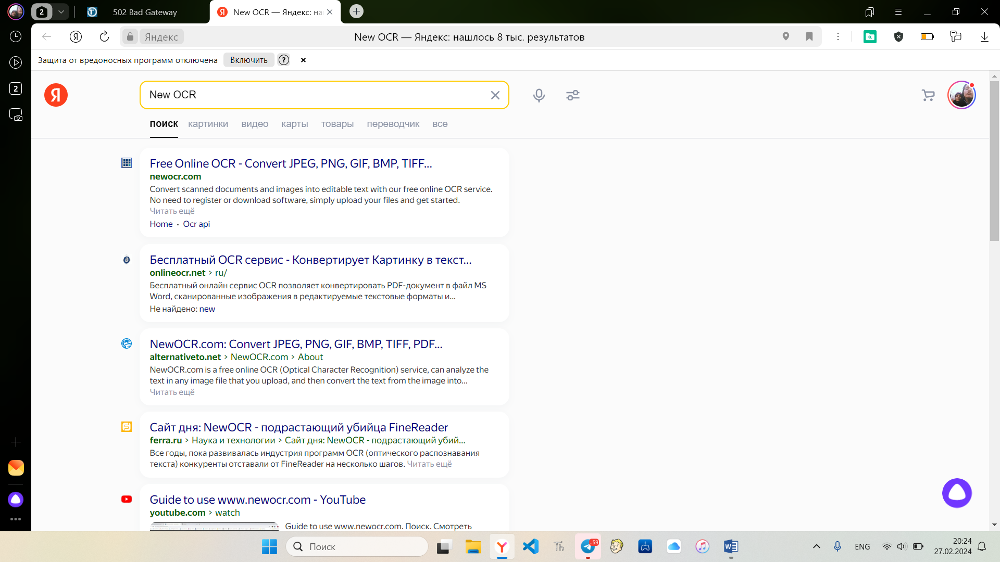 2
502 Bad Gateway
New OCR — Яндекс: на
Яндекс
New OCR — Яндекс: нашлось 8 тыс. результатов
Защита от вредоносных программ отключена
Включить
?
2
Я
New OCR
поиск
картинки
видео
карты
товары
переводчик
все
Free Online OCR - Convert JPEG, PNG, GIF, BMP, TIFF...
newocr.com
Convert scanned documents and images into editable text with our free online OCR service.
No need to register or download software, simply upload your files and get started.
Читать ещё
Home · Ocr api
Бесплатный OCR сервис - Конвертирует Картинку в текст...
onlineocr.net › ru/
Бесплатный онлайн сервис OCR позволяет конвертировать PDF-документ в файл MS
Word, сканированные изображения в редактируемые текстовые форматы и...
Не найдено: new
NewOCR.com: Convert JPEG, PNG, GIF, BMP, TIFF, PDF...
alternativeto.net › NewOCR.com › About
NewOCR.com is a free online OCR (Optical Character Recognition) service, can analyze the
text in any image file that you upload, and then convert the text from the image into...
Читать ещё
Сайт дня: NewOCR - подрастающий убийца FineReader
ferra.ru › Наука и технологии › Сайт дня: NewOCR - подрастающий убий...
Все годы, пока развивалась индустрия программ OCR (оптического распознавания
текста) конкуренты отставали от FineReader на несколько шагов. Читать ещё
Guide to use www.newocr.com - YouTube
youtube.com › watch
Guide to use www.newocr.com. Поиск. Смотреть
Поиск
.59
ENG
20:24
27.02.2024